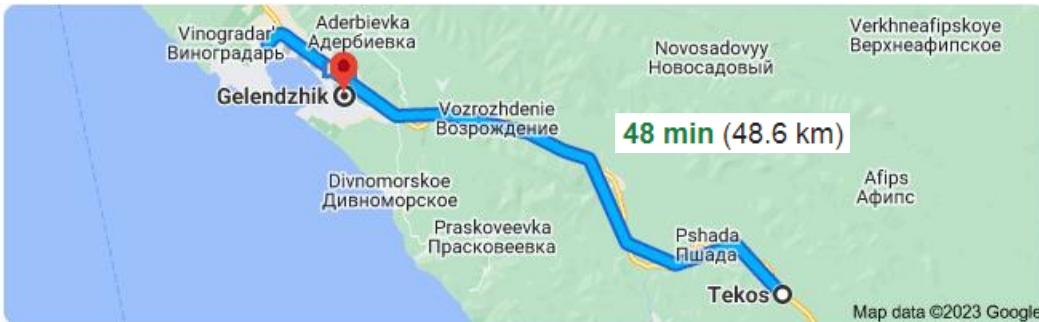 Vinogradar'
Виноградарь
Aderbievka
Адербиевка
Verkhneafipskoye
Верхнеафипское
Novosadovyy
Новосадовый
Gelendzhik
Vozrozhdenie
Возрождение
48 min (48.6 km)
Divnomorskoe
Дивноморское
Afips
Афипс
Praskoveevka
Прасковеевка
Pshada
Пшада
Tekos
Map data ©2023 Google